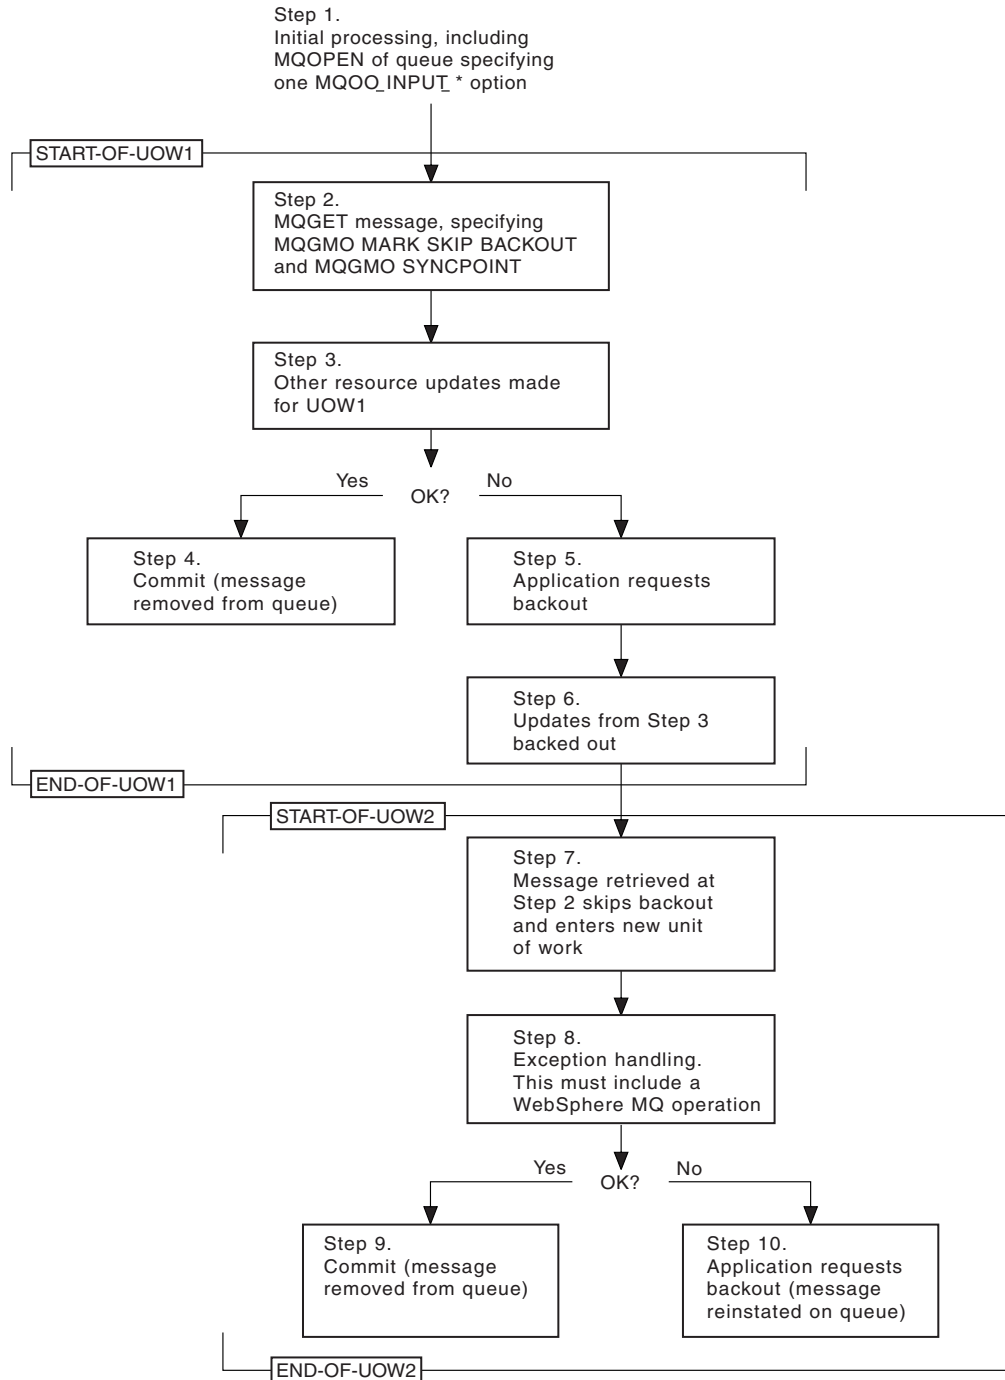 Step 1.
Initial processing, including
MQOPEN of queue specifying
one MQOO_INPUT_* option
START-OF-UOW1
Step 2.
MQGET message, specifying
MQGMO MARK SKIP BACKOUT
and MQGMO SYNCPOINT
Step 3.
Other resource updates made
for UOW1
Yes
OK?
No
Step 4.
Commit (message
removed from queue)
Step 5.
Application requests
backout
Step 6.
Updates from Step 3
backed out
END-OF-UOW1
START-OF-UOW2
Step 7.
Message retrieved at
Step 2 skips backout
and enters new unit
of work
Step 8.
Exception handling.
This must include a
WebSphere MQ operation
Yes
OK?
No
Step 9.
Commit (message
removed from queue)
Step 10.
Application requests
backout (message
reinstated on queue)
END-OF-UOW2